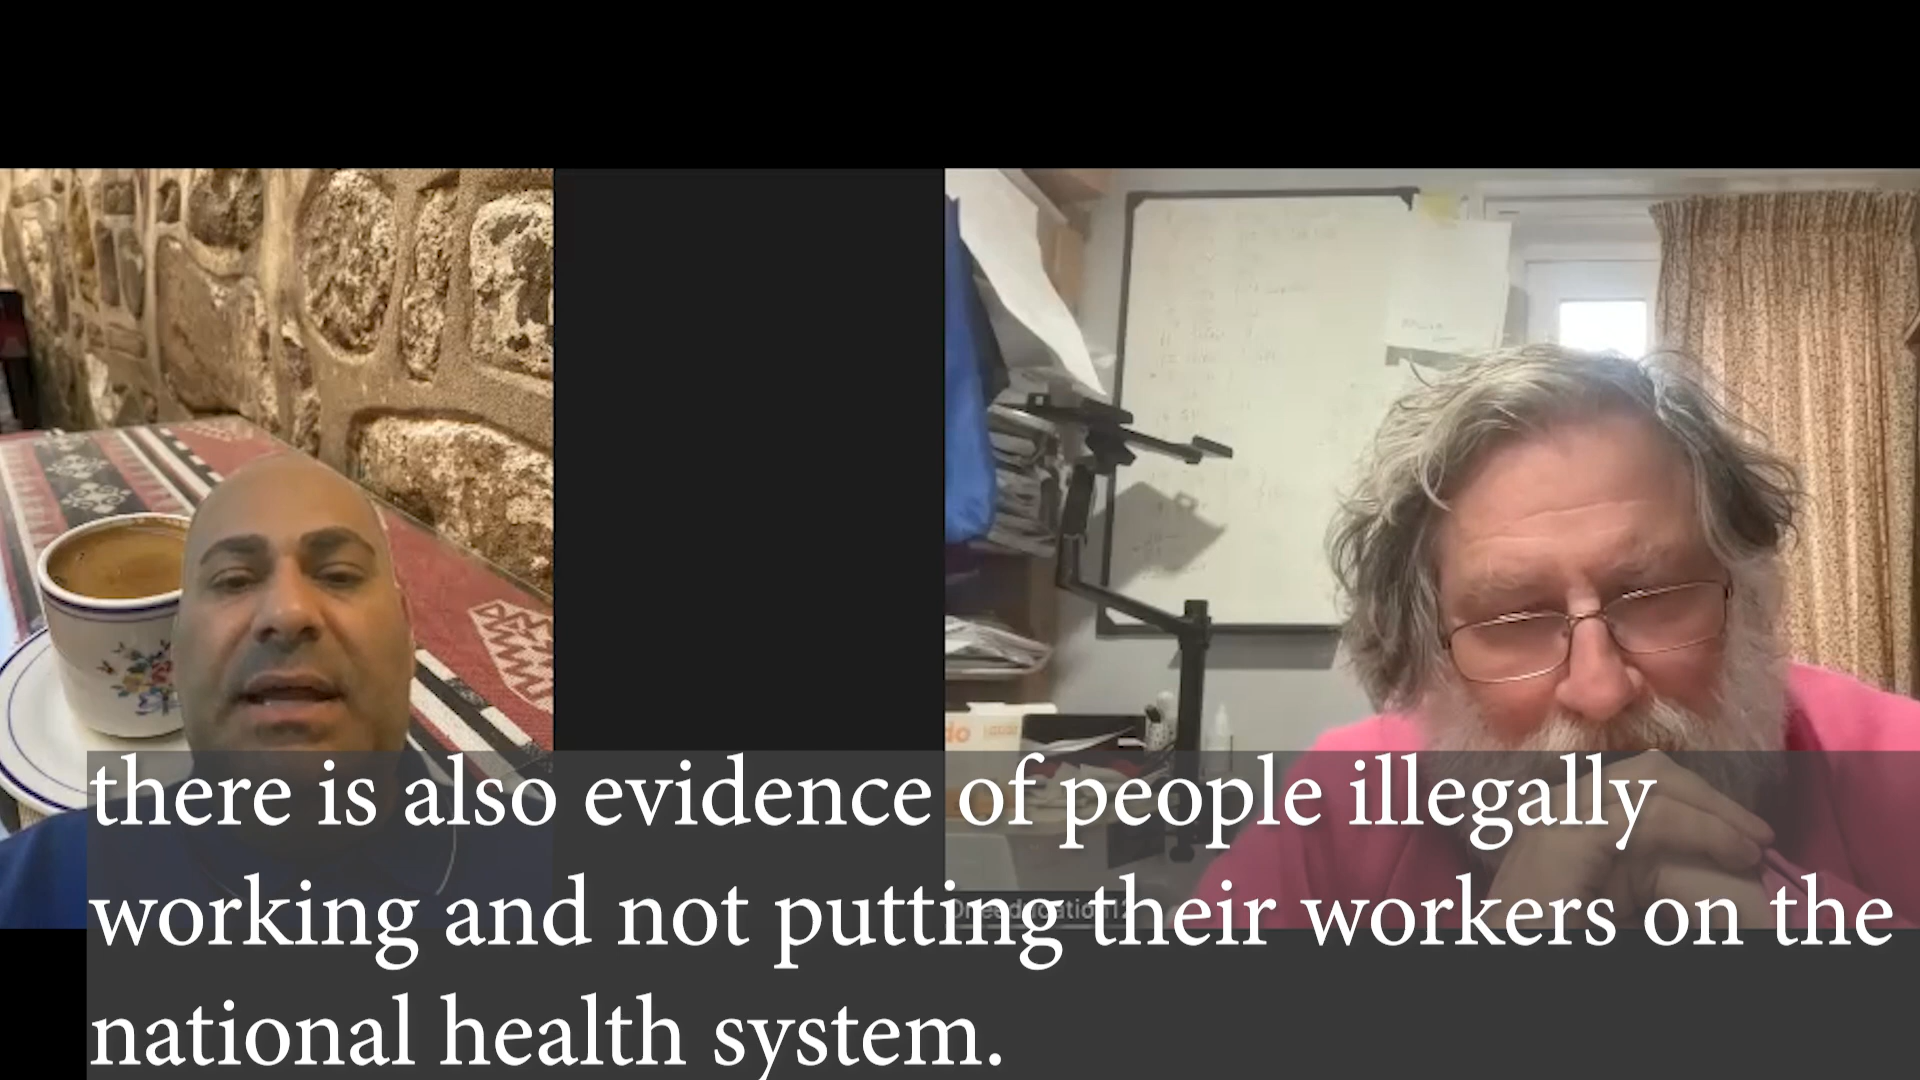 there is also evidence of people illegally
working and not putting their workers on the
national health system.